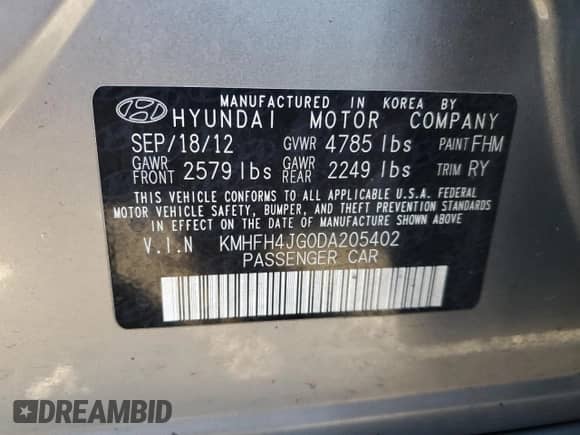 MANUFACTURED IN KOREA BY
HYUNDAI MOTOR COMPANY
SEP/18/12 GVWR 4785 lbs PAINT FHM
GAWR FRONT 2579 lbs GAWR REAR 2249 lbs TRIM RY
THIS VEHICLE CONFORMS TO ALL APPLICABLE U.S.A. FEDERAL
MOTOR VEHICLE SAFETY, BUMPER, AND THEFT PREVENTION STANDARDS
IN EFFECT ON THE DATE OF MANUFACTURE SHOWN ABOVE.
V.I.N KMHFH4JG0DA205402
PASSENGER CAR
DREAMBID